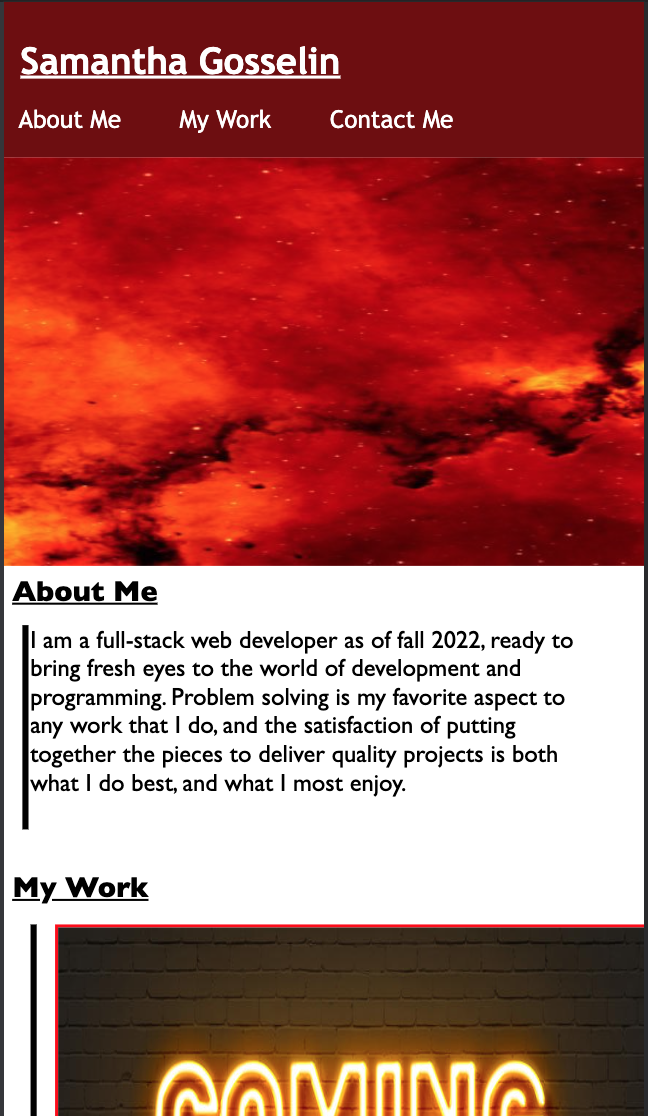 Samantha Gosselin
About Me My Work Contact Me
About Me
I am a full-stack web developer as of fall 2022, ready to
bring fresh eyes to the world of development and
programming. Problem solving is my favorite aspect to
any work that I do, and the satisfaction of putting
together the pieces to deliver quality projects is both
what I do best, and what I most enjoy.
My Work
COMING